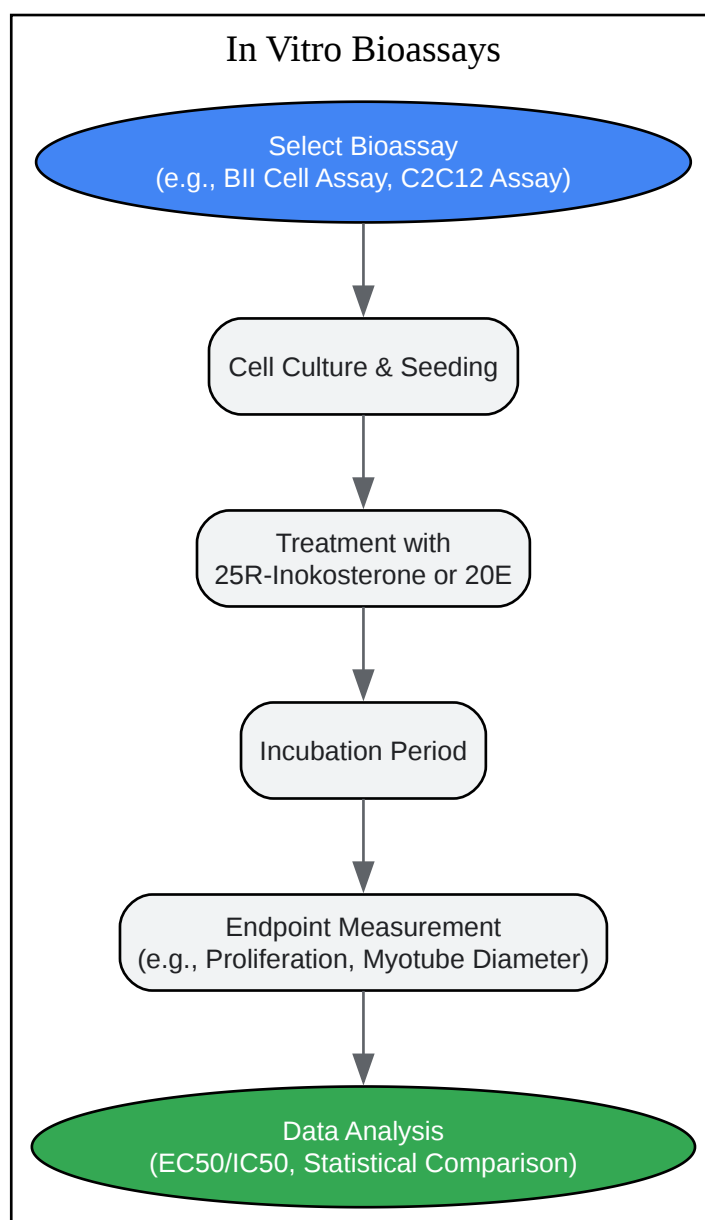 In Vitro Bioassays
Select Bioassay
(e.g., BII Cell Assay, C2C12 Assay)
Cell Culture & Seeding
Treatment with
25R-Inokosterone or 20E
Incubation Period
Endpoint Measurement
(e.g., Proliferation, Myotube Diameter)
Data Analysis
(EC50/IC50, Statistical Comparison)